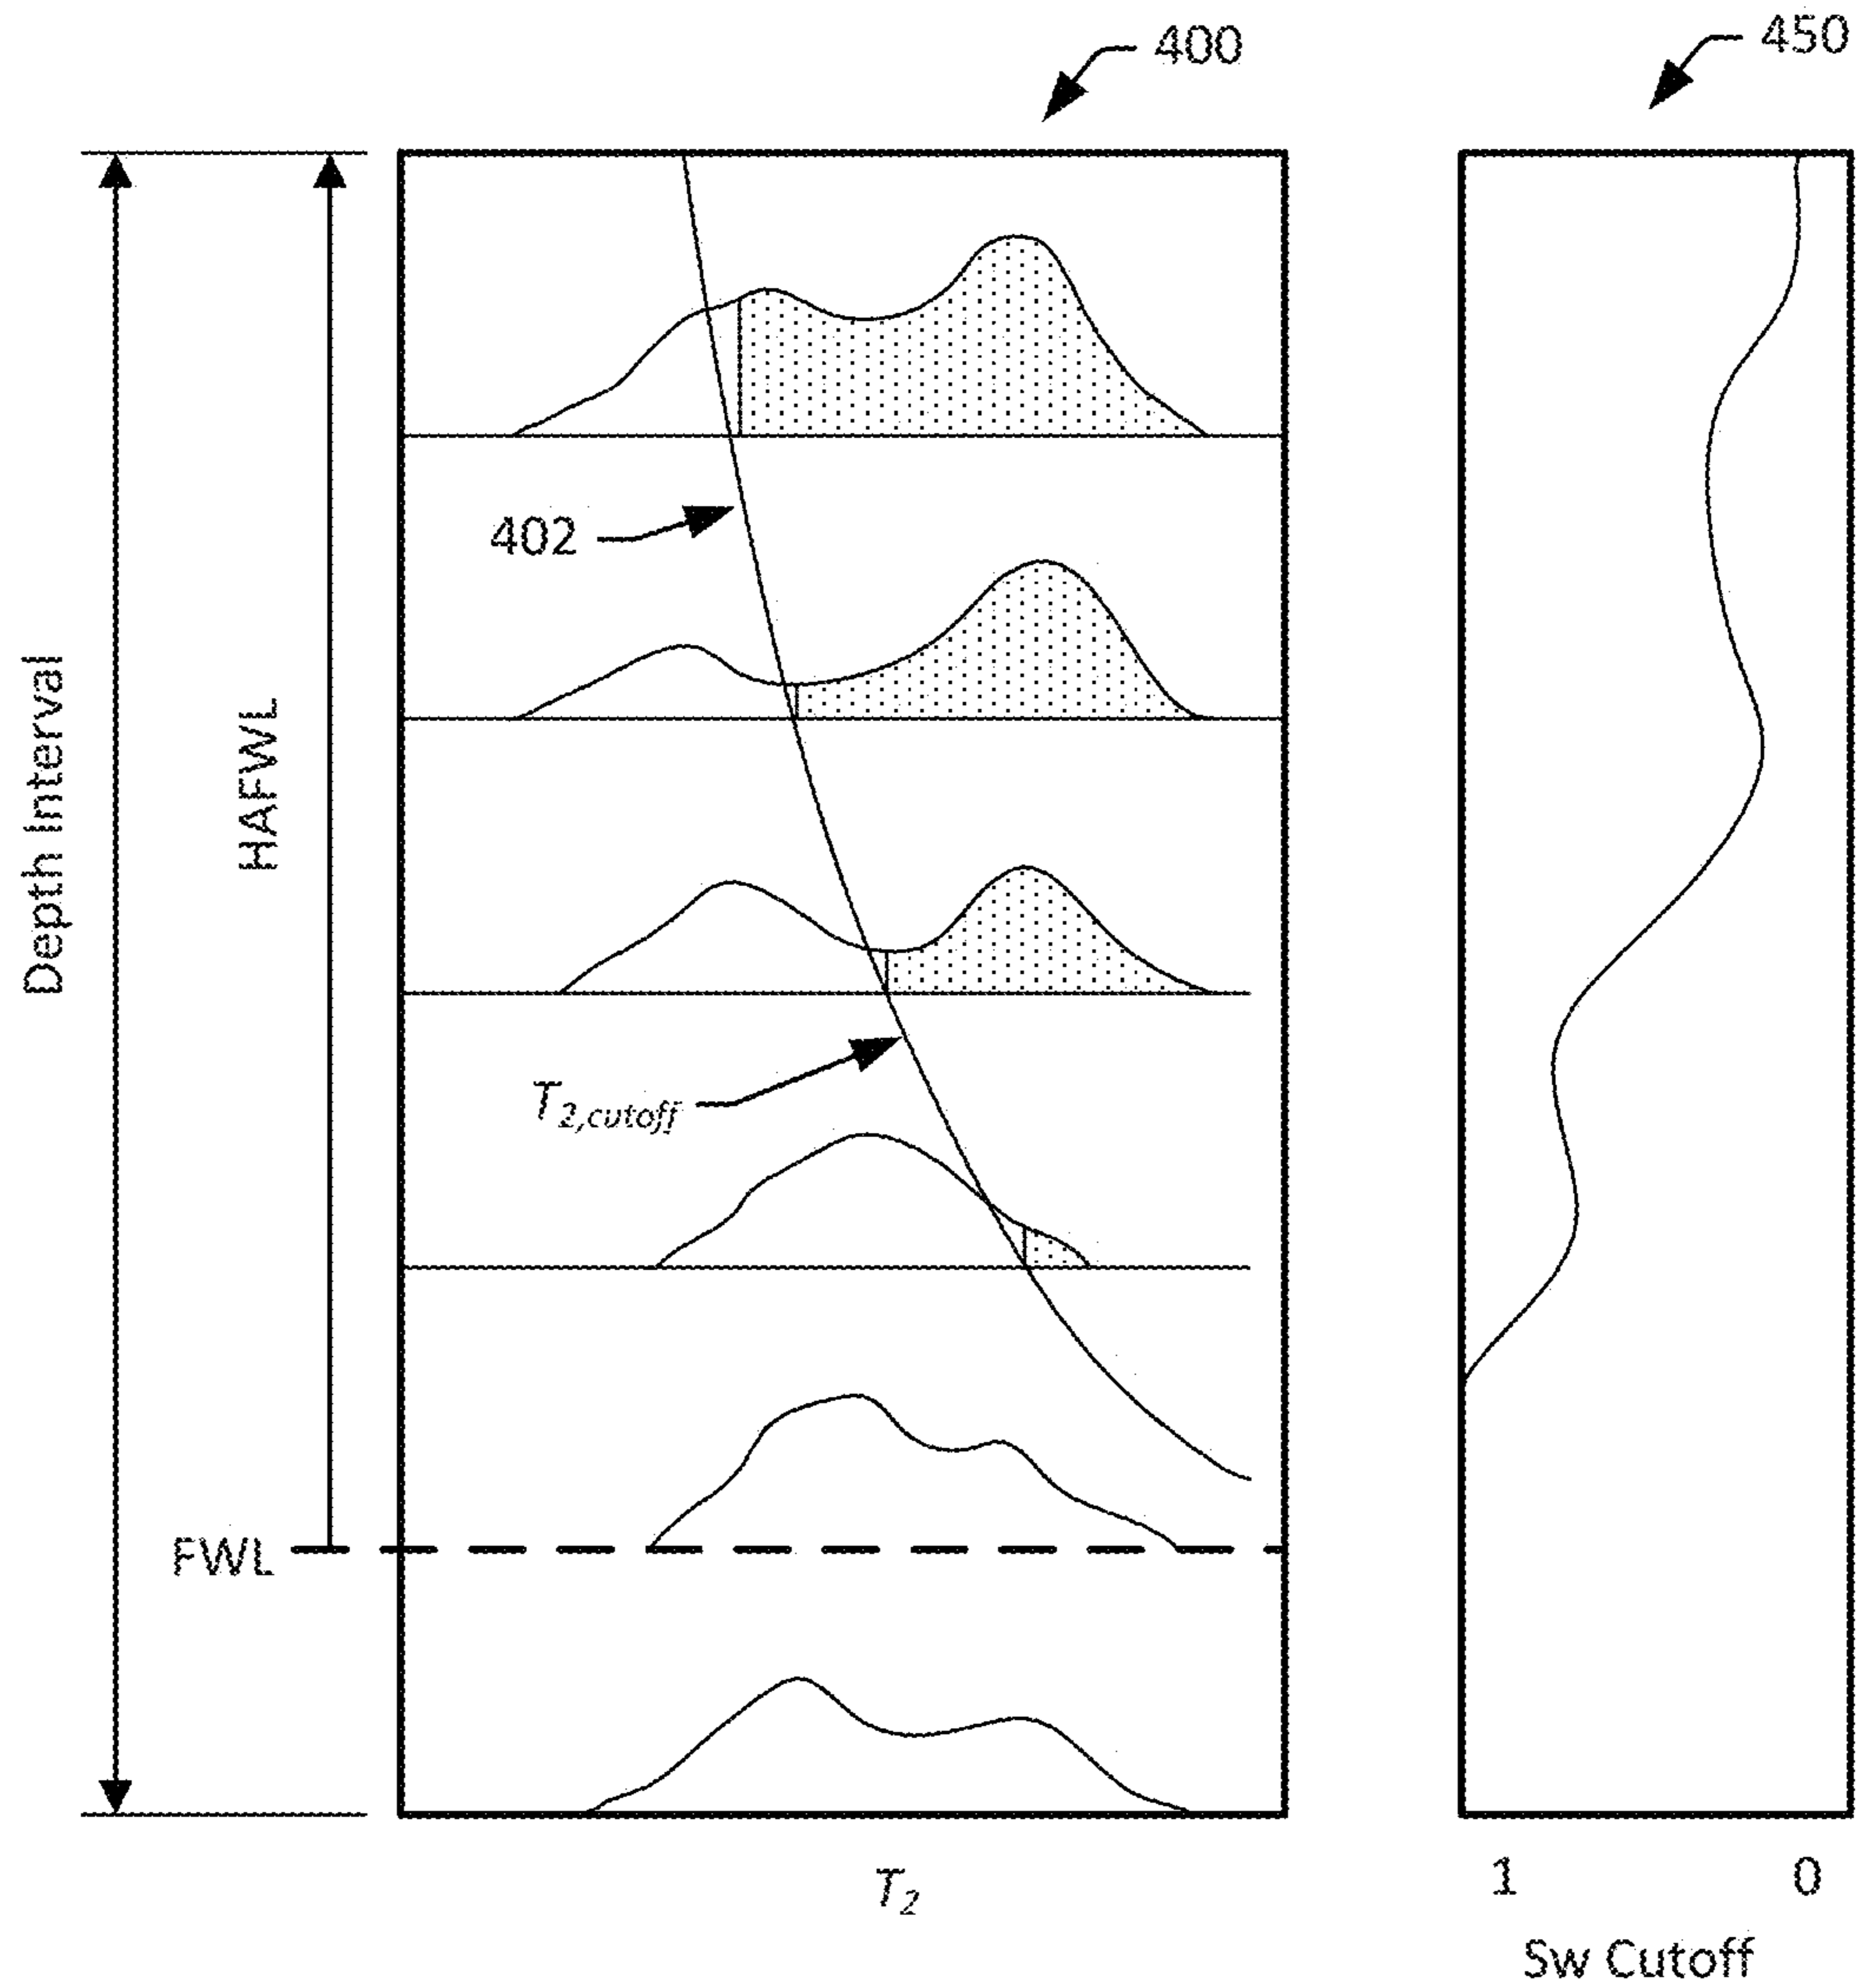 400
450
Depth Interval
HAFWL
402
T2,cutoff
FWL
T2
1 0
Sw Cutoff